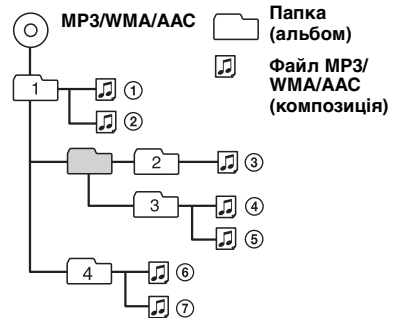 MP3/WMA/AAC
Папка
(альбом)
Файл MP3/
WMA/AAC
(композиція)
1
①
②
2
③
3
④
⑤
4
⑥
⑦